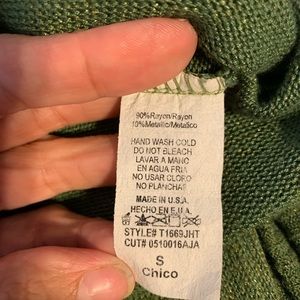 90%Rayon/Rayon
10%Metallic/Metalico
HAND WASH COLD
DO NOT BLEACH
LAVAR A MANO
EN AGUA FRIA
NO USAR CLORO
NO PLANCHAR
MADE IN U.S.A.
HECHO EN E.U.A.
STYLE# T1669JHT
CUT# 0510016AJA
S
Chico